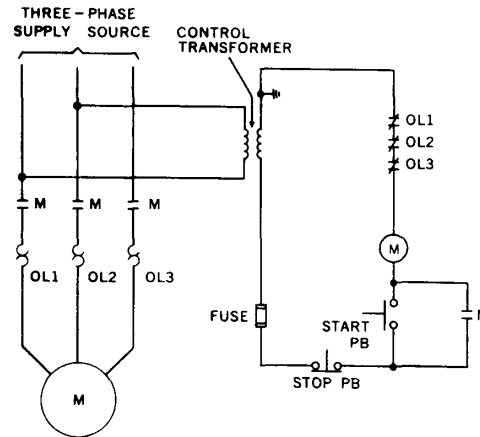 THREE-PHASE
SUPPLY SOURCE
CONTROL
TRANSFORMER
OL1
OL2
OL3
M
M
M
OL1
OL2
OL3
M
FUSE
START
PB
STOP PB
M